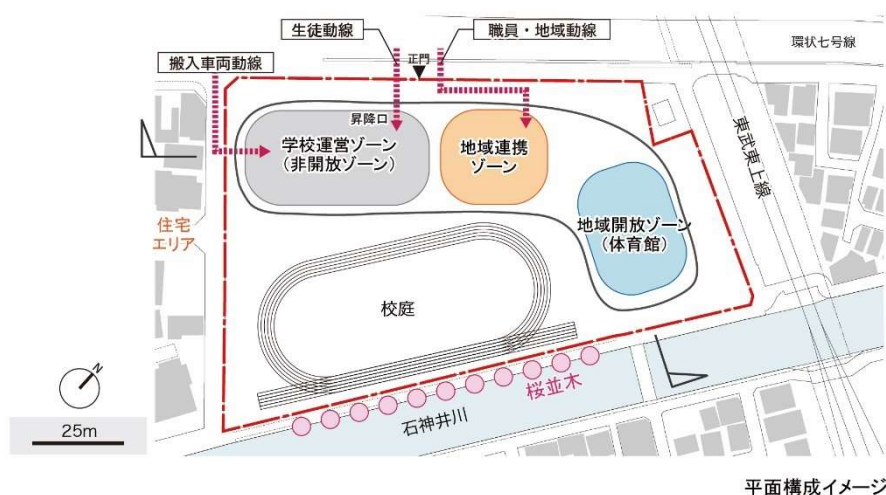 生徒動線
職員・地域動線
環状七号線
搬入車両動線
正門
昇降口
学校運営ゾーン
(非開放ゾーン)
地域連携
ゾーン
東武東上線
住宅
エリア
地域開放ゾーン
(体育館)
校庭
桜並木
石神井川
N
25m
平面構成イメージ